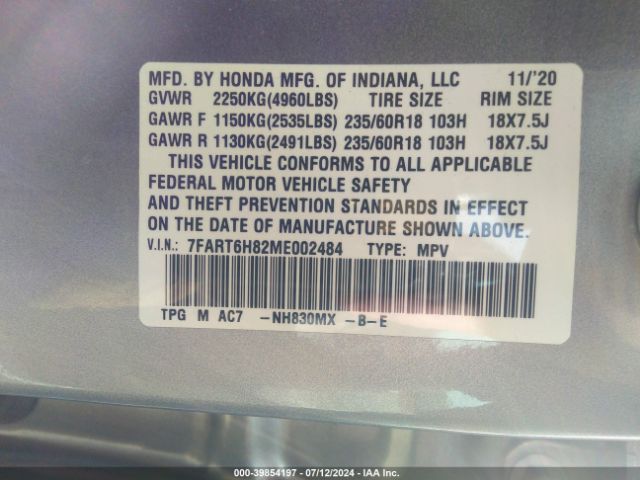 MFD. BY HONDA MFG. OF INDIANA, LLC 11/'20
GVWR 2250KG(4960LBS) TIRE SIZE RIM SIZE
GAWR F 1150KG(2535LBS) 235/60R18 103H 18X7.5J
GAWR R 1130KG(2491LBS) 235/60R18 103H 18X7.5J
THIS VEHICLE CONFORMS TO ALL APPLICABLE
FEDERAL MOTOR VEHICLE SAFETY
AND THEFT PREVENTION STANDARDS IN EFFECT
ON THE DATE OF MANUFACTURE SHOWN ABOVE.
V.I.N.: 7FART6H82ME002484 TYPE: MPV
TPG M AC7 -NH830MX -B-E
000-39854197 - 07/12/2024 - IAA Inc.